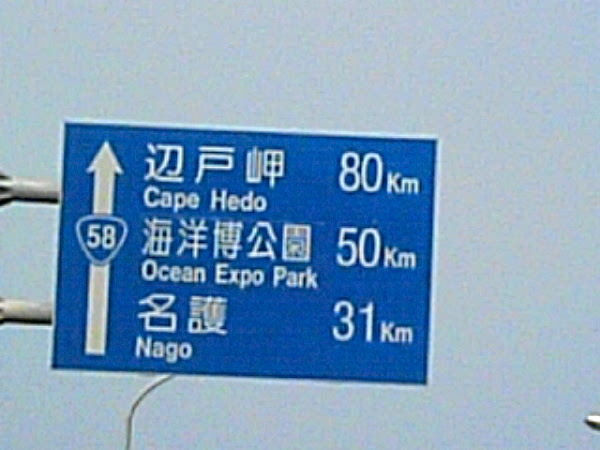 辺戸岬 80Km
Cape Hedo
58
海洋博公園 50Km
Ocean Expo Park
名護 31Km
Nago